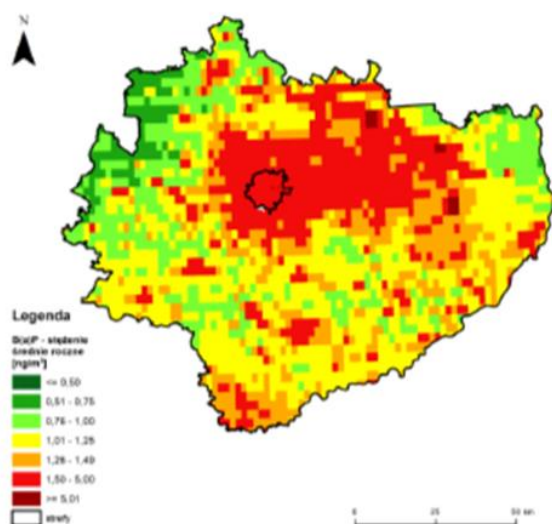 N
Legenda
B(a)P - stężenie
średnie roczne
[ng/m³]
<= 0,50
0,51 - 0,75
0,76 - 1,00
1,01 - 1,25
1,26 - 1,49
1,50 - 5,00
>= 5,01
strefy
0 25 50 km